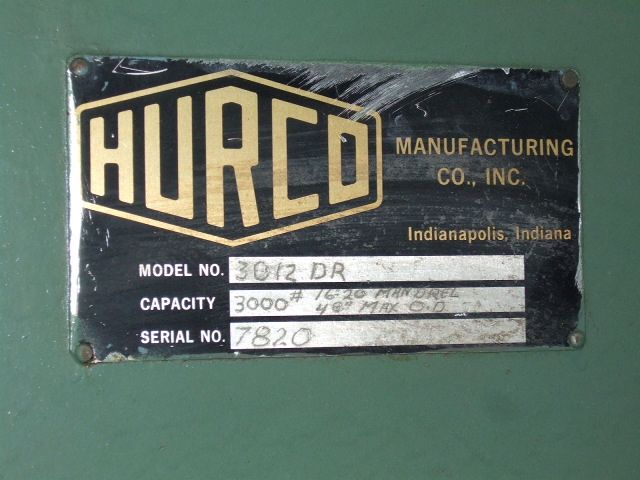 HURCO
MANUFACTURING
CO., INC.
Indianapolis, Indiana
MODEL NO. 3012 DR
CAPACITY 3000# 16-20 MANDREL
48" MAX O.D.
SERIAL NO. 7820